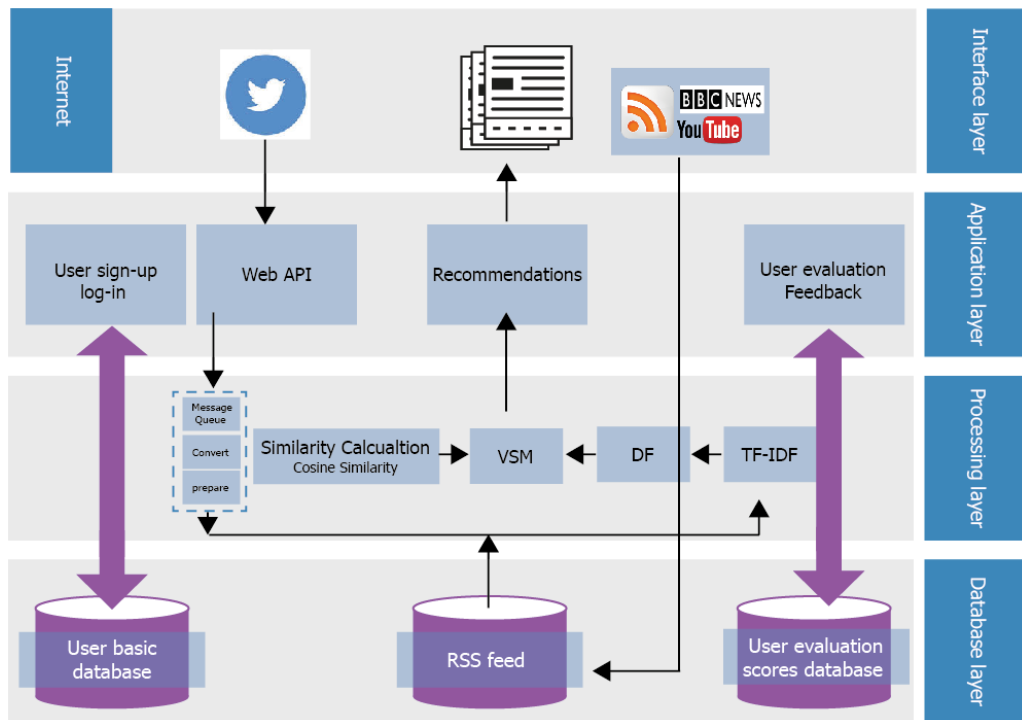 Internet
BBC NEWS
YouTube
Interface layer
User sign-up
log-in
Web API
Recommendations
User evaluation
Feedback
Application layer
Message
Queue
Convert
prepare
Similarity Calcualtion
Cosine Similarity
VSM
DF
TF-IDF
Processing layer
User basic
database
RSS feed
User evaluation
scores database
Database layer